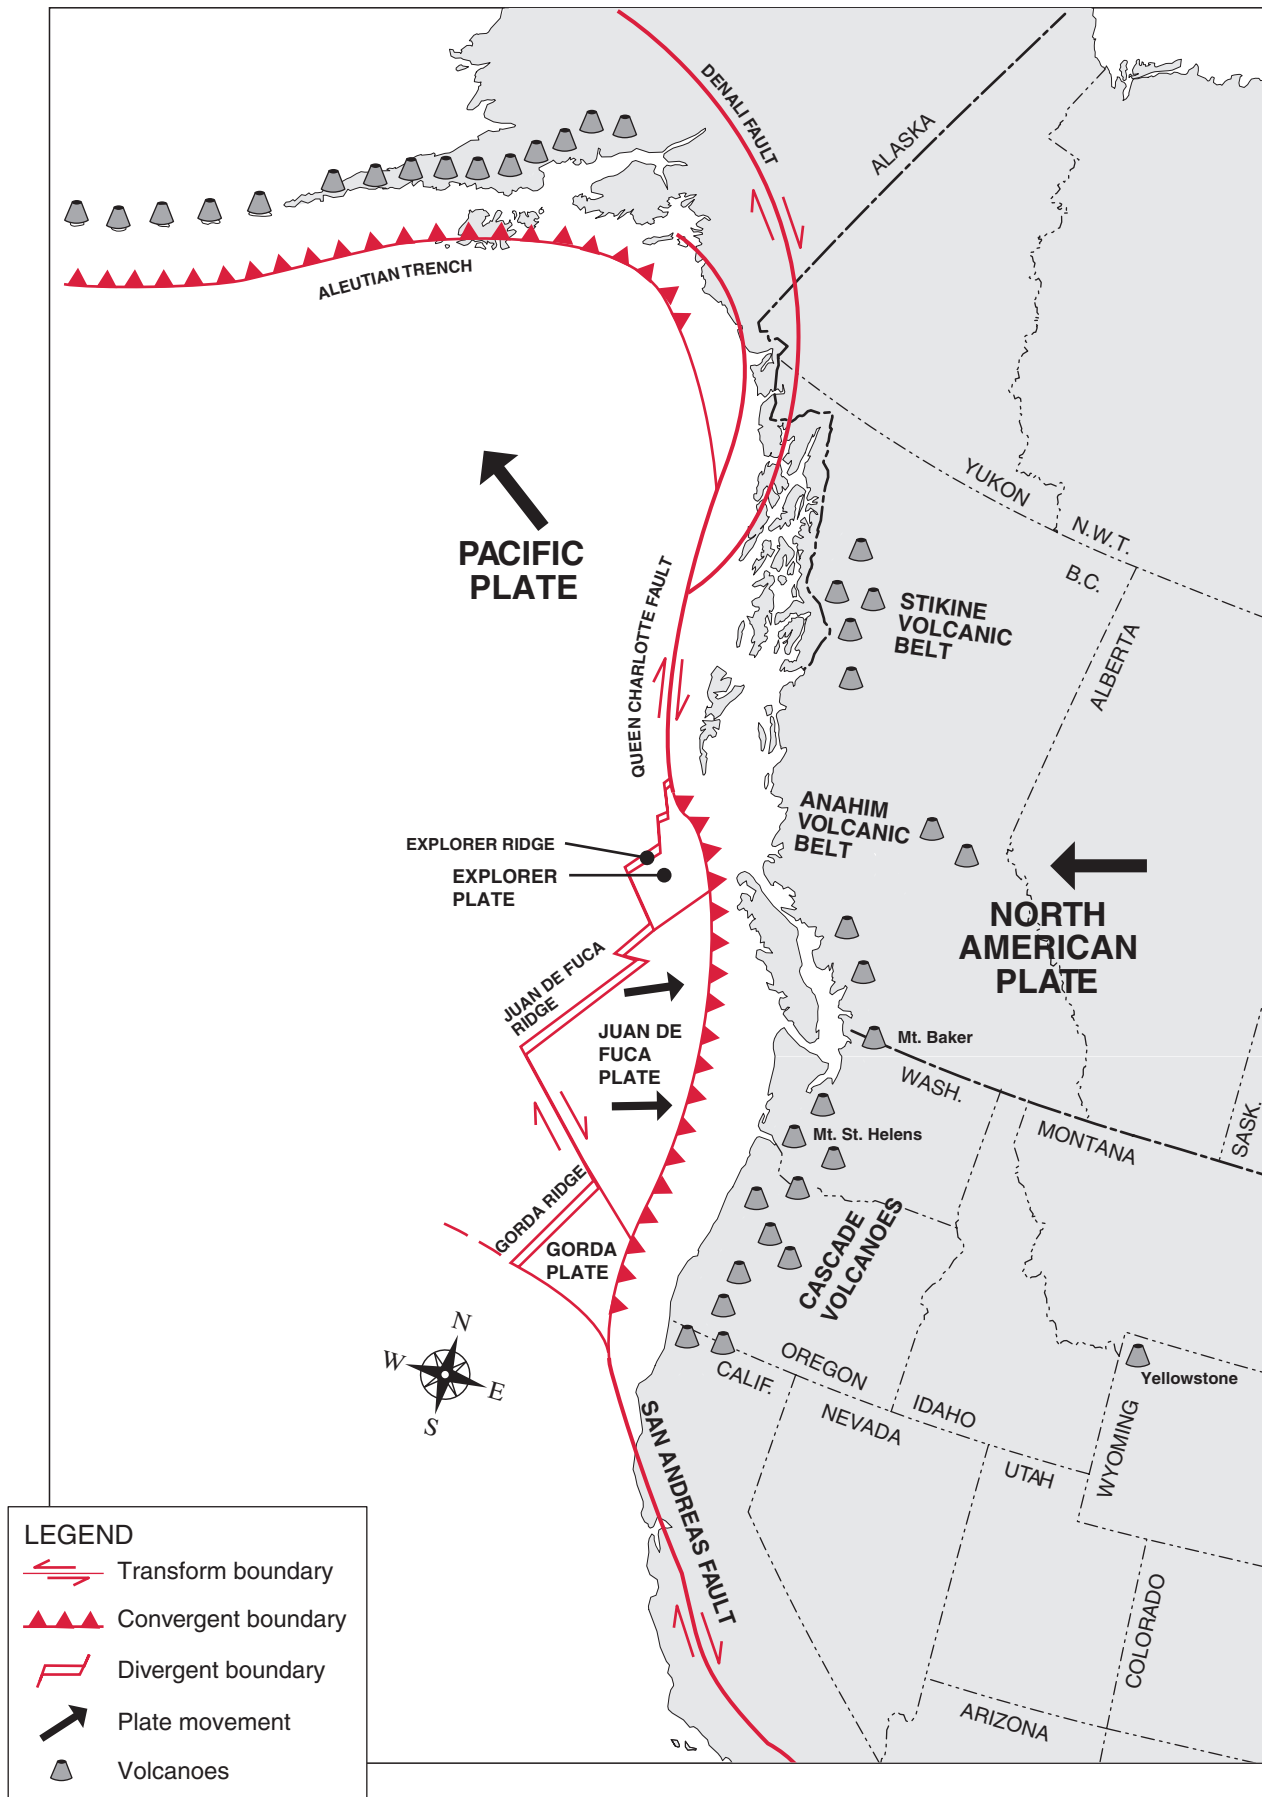 DENALI FAULT
ALASKA
ALEUTIAN TRENCH
PACIFIC
PLATE
YUKON
N.W.T.
B.C.
STIKINE
VOLCANIC
BELT
ALBERTA
QUEEN CHARLOTTE FAULT
ANAHIM
VOLCANIC
BELT
EXPLORER RIDGE
EXPLORER
PLATE
NORTH
AMERICAN
PLATE
JUAN DE FUCA
RIDGE
JUAN DE
FUCA
PLATE
Mt. Baker
WASH.
MONTANA
SASK.
Mt. St. Helens
GORDA RIDGE
GORDA
PLATE
CASCADE
VOLCANOES
N
W
E
S
OREGON
CALIF.
Yellowstone
IDAHO
NEVADA
WYOMING
UTAH
SAN ANDREAS FAULT
COLORADO
ARIZONA
LEGEND
Transform boundary
Convergent boundary
Divergent boundary
Plate movement
Volcanoes